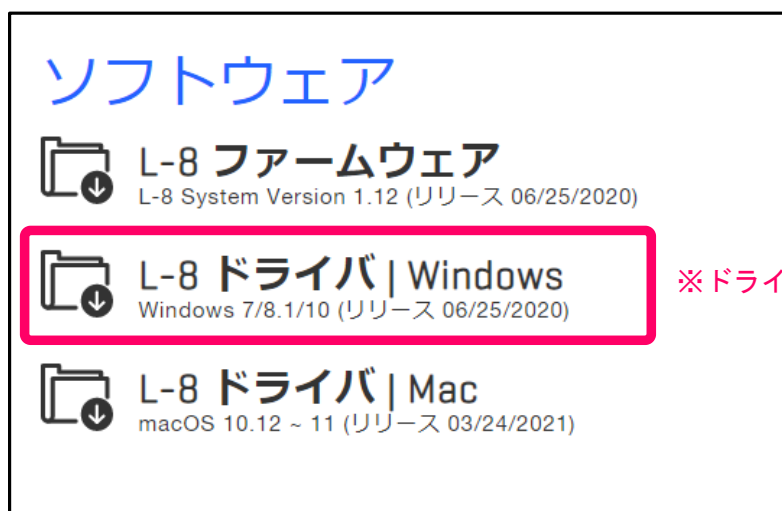 ソフトウェア
L-8 ファームウェア
L-8 System Version 1.12 (リリース 06/25/2020)
L-8 ドライバ | Windows
Windows 7/8.1/10 (リリース 06/25/2020)
※ドライ
L-8 ドライバ | Mac
macOS 10.12 ~ 11 (リリース 03/24/2021)